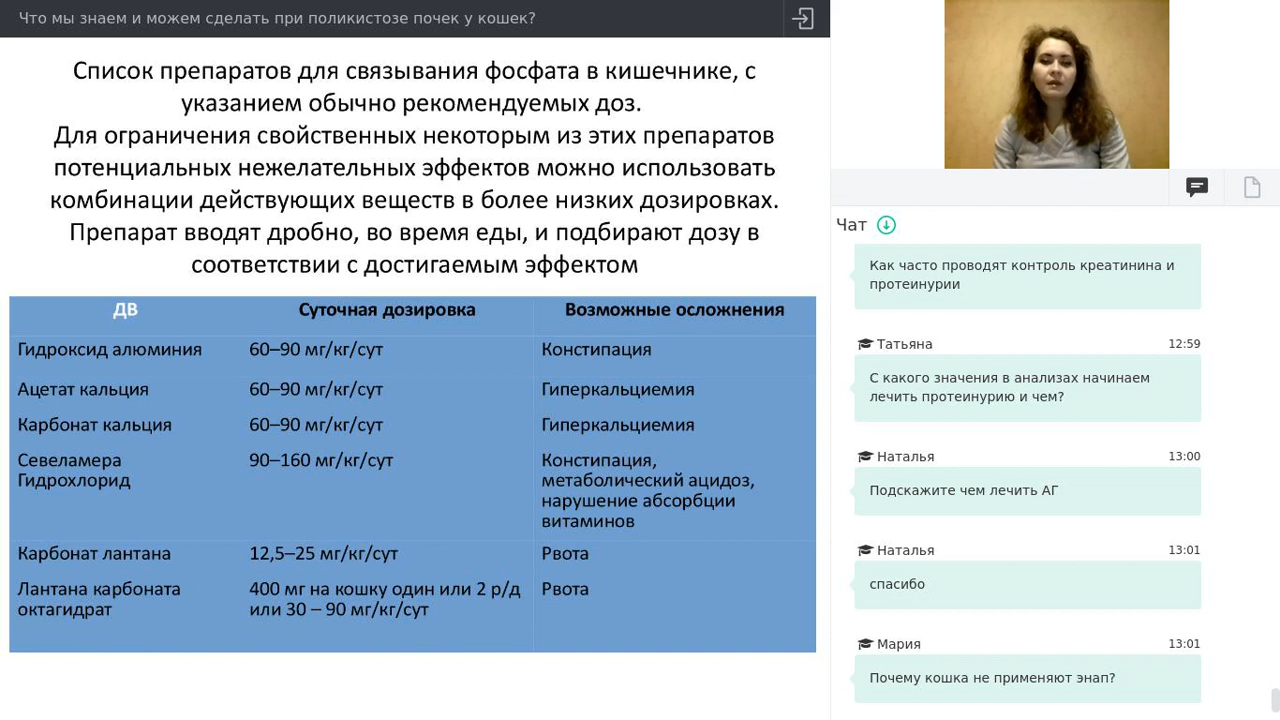 Что мы знаем и можем сделать при поликистозе почек у кошек?
Список препаратов для связывания фосфата в кишечнике, с
указанием обычно рекомендуемых доз.
Для ограничения свойственных некоторым из этих препаратов
потенциальных нежелательных эффектов можно использовать
комбинации действующих веществ в более низких дозировках.
Препарат вводят дробно, во время еды, и подбирают дозу в
соответствии с достигаемым эффектом
ДВ Суточная дозировка Возможные осложнения
Гидроксид алюминия 60–90 мг/кг/сут Констипация
Ацетат кальция 60–90 мг/кг/сут Гиперкальциемия
Карбонат кальция 60–90 мг/кг/сут Гиперкальциемия
Севеламера 90–160 мг/кг/сут Констипация,
Гидрохлорид метаболический ацидоз,
нарушение абсорбции
витаминов
Карбонат лантана 12,5–25 мг/кг/сут Рвота
Лантана карбоната 400 мг на кошку один или 2 р/д Рвота
октагидрат или 30 – 90 мг/кг/сут
Чат
Как часто проводят контроль креатинина и
протеинурии
Татьяна 12:59
С какого значения в анализах начинаем
лечить протеинурию и чем?
Наталья 13:00
Подскажите чем лечить АГ
Наталья 13:01
спасибо
Мария 13:01
Почему кошка не применяют энап?